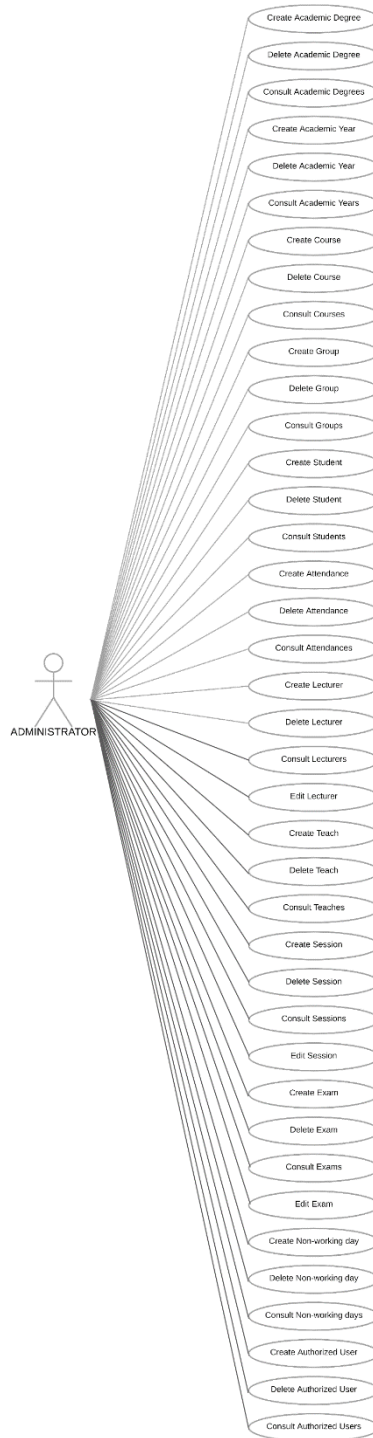 Create Academic Degree
Delete Academic Degree
Consult Academic Degrees
Create Academic Year
Delete Academic Year
Consult Academic Years
Create Course
Delete Course
Consult Courses
Create Group
Delete Group
Consult Groups
Create Student
Delete Student
Consult Students
Create Attendance
Delete Attendance
Consult Attendances
Create Lecturer
Delete Lecturer
ADMINISTRATOR
Consult Lecturers
Edit Lecturer
Create Teach
Delete Teach
Consult Teaches
Create Session
Delete Session
Consult Sessions
Edit Session
Create Exam
Delete Exam
Consult Exams
Edit Exam
Create Non-working day
Delete Non-working day
Consult Non-working days
Create Authorized User
Delete Authorized User
Consult Authorized Users